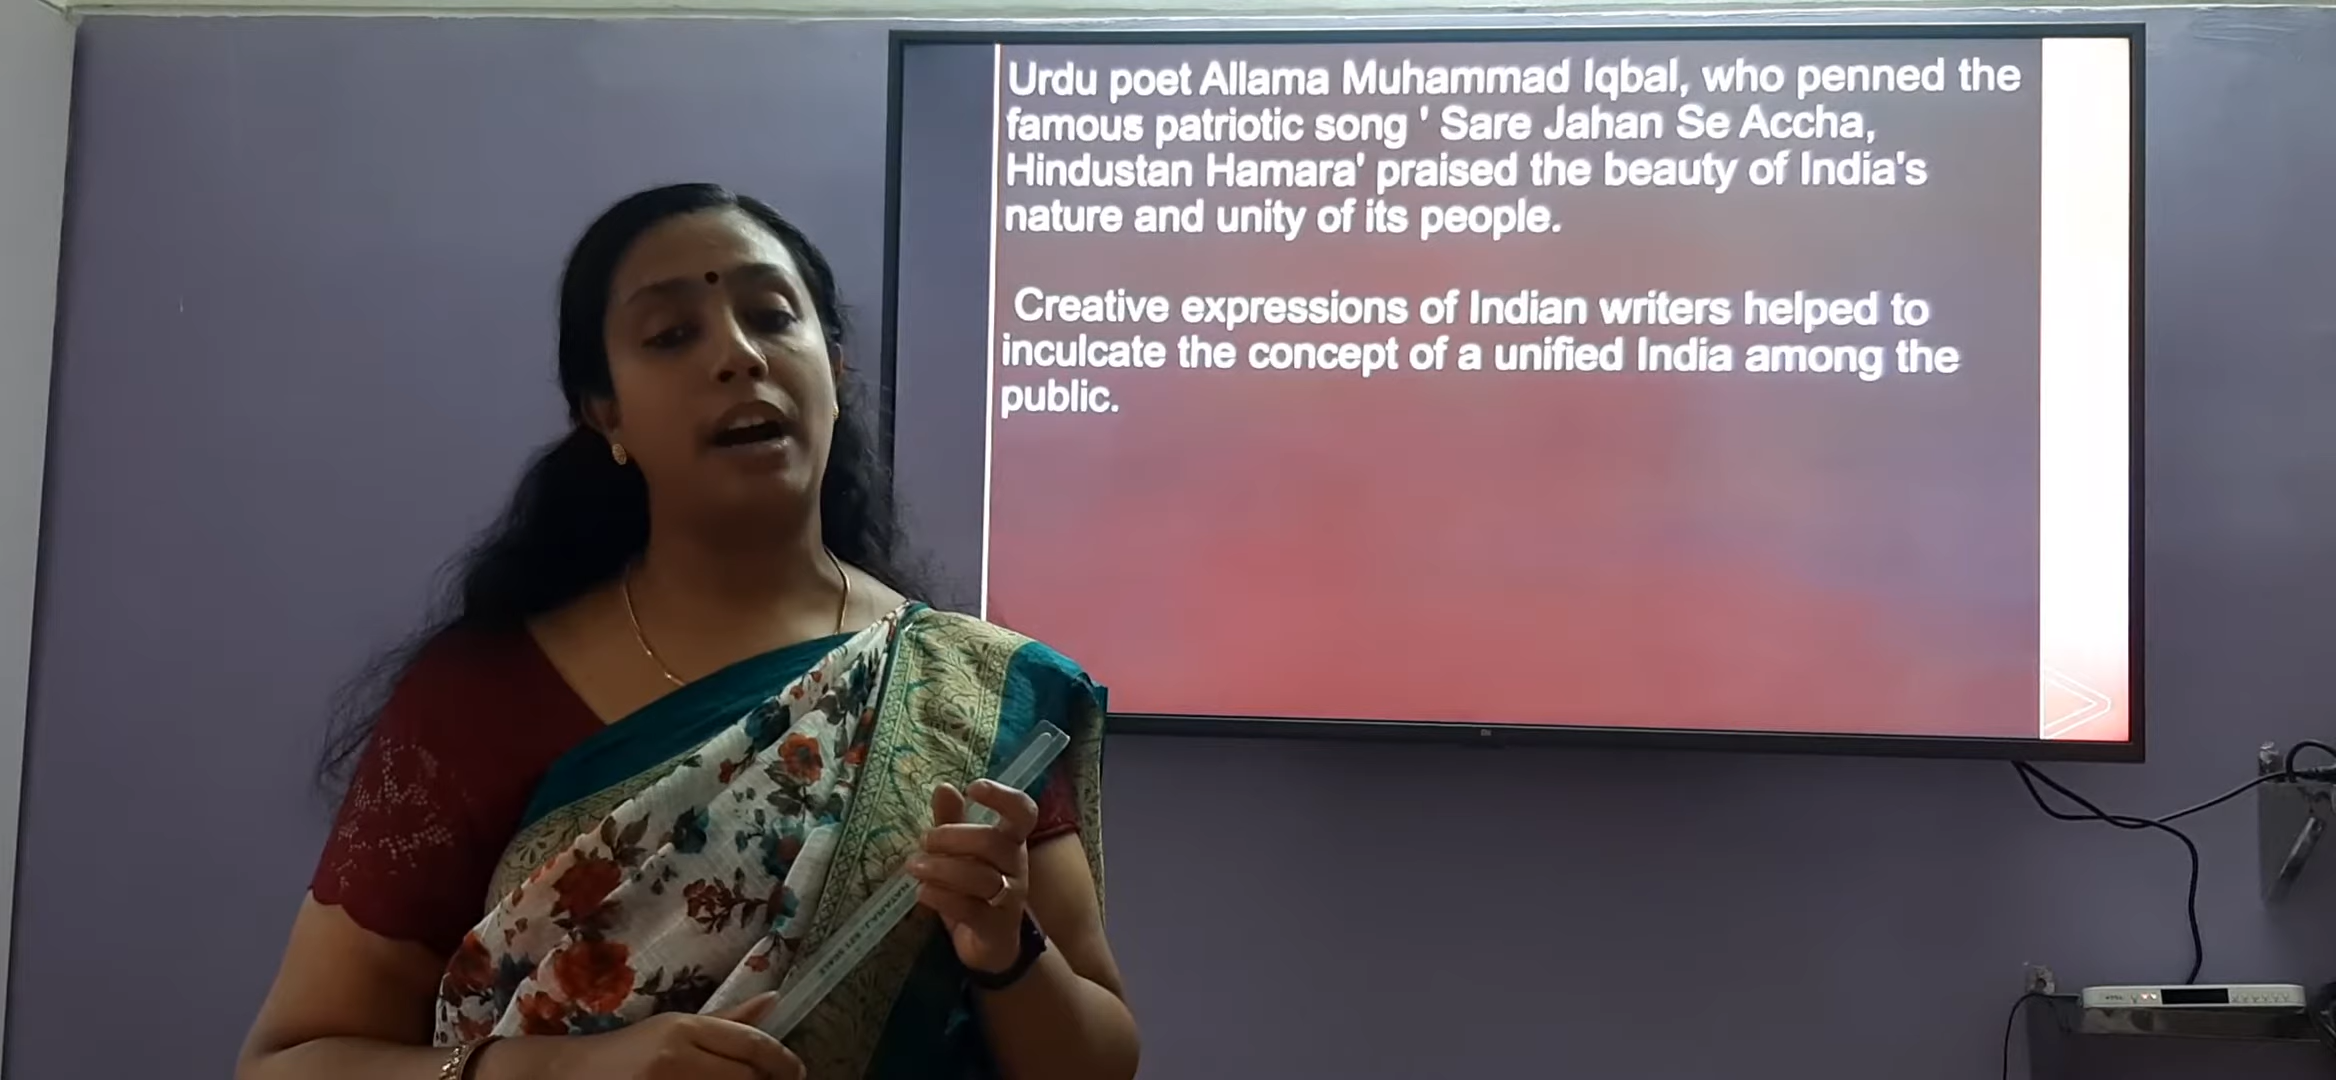 Urdu poet Allama Muhammad Iqbal, who penned the
famous patriotic song ' Sare Jahan Se Accha,
Hindustan Hamara' praised the beauty of India's
nature and unity of its people.
Creative expressions of Indian writers helped to
inculcate the concept of a unified India among the
public.
mi
NATARAJ